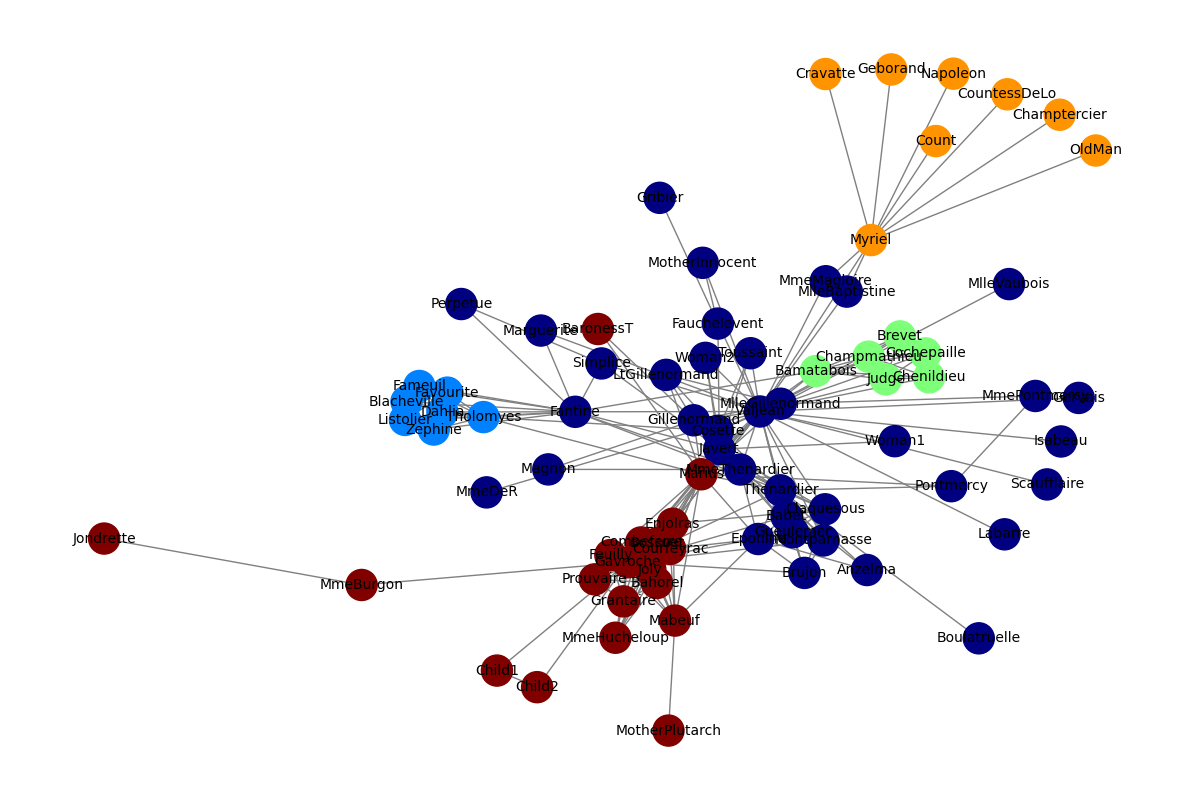 Cravatte
Geborand
Napoleon
CountessDeLo
Champtercier
Count
OldMan
Gribier
Myriel
MotherInnocent
MmeMagloire
MlleBaptistine
MlleVaubois
Perpetue
Marguerite
BaronessT
Fauchelevent
Simplice
Woman2
Toussaint
Brevet
Champmathieu
Cochepaille
LtGillenormand
Bamatabois
Judge
Chenildieu
Fameuil
Favourite
Blacheville
Dahlia
Listolier
Tholomyes
Zephine
Fantine
Gillenormand
MlleGillenormand
Valjean
Cosette
Gervais
Javert
Woman1
Isabeau
Magnon
MmeDeR
Marius
MmeThenardier
Thenardier
Pontmercy
Scaufflaire
Claquesous
Babet
Gueulemer
Montparnasse
Eponine
Enjolras
Combeferre
Bossuet
Courfeyrac
Feuilly
Gavroche
Joly
Prouvaire
Bahorel
Grantaire
Mabeuf
MmeHucheloup
Labarre
Brujon
Anzelma
Boulatruelle
Jondrette
MmeBurgon
Child1
Child2
MotherPlutarch